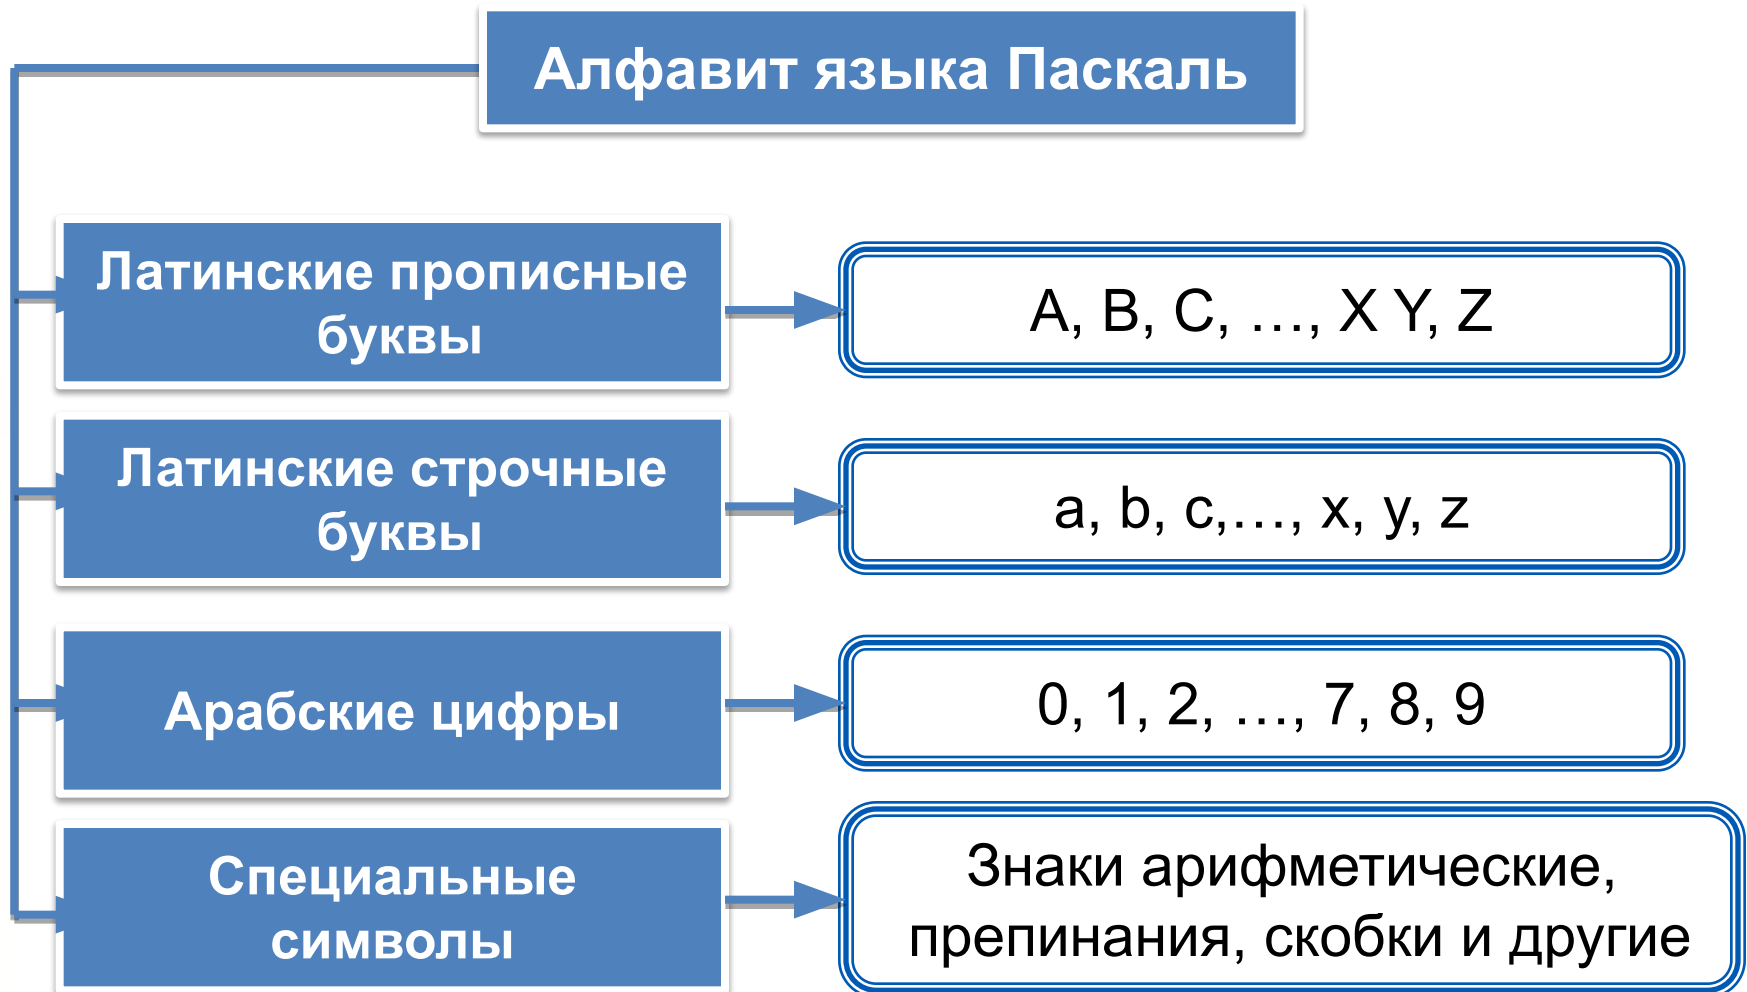 Алфавит языка Паскаль
Латинские прописные
буквы
A, B, C, …, X Y, Z
Латинские строчные
буквы
a, b, c,…, x, y, z
Арабские цифры
0, 1, 2, …, 7, 8, 9
Специальные
символы
Знаки арифметические,
препинания, скобки и другие